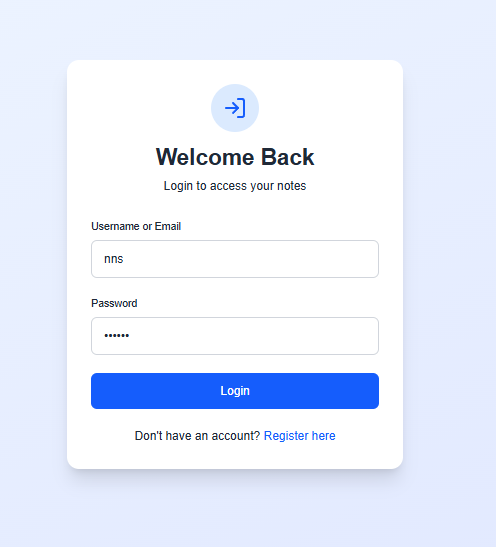 Welcome Back
Login to access your notes
Username or Email
nns
Password
••••••
Login
Don't have an account? Register here